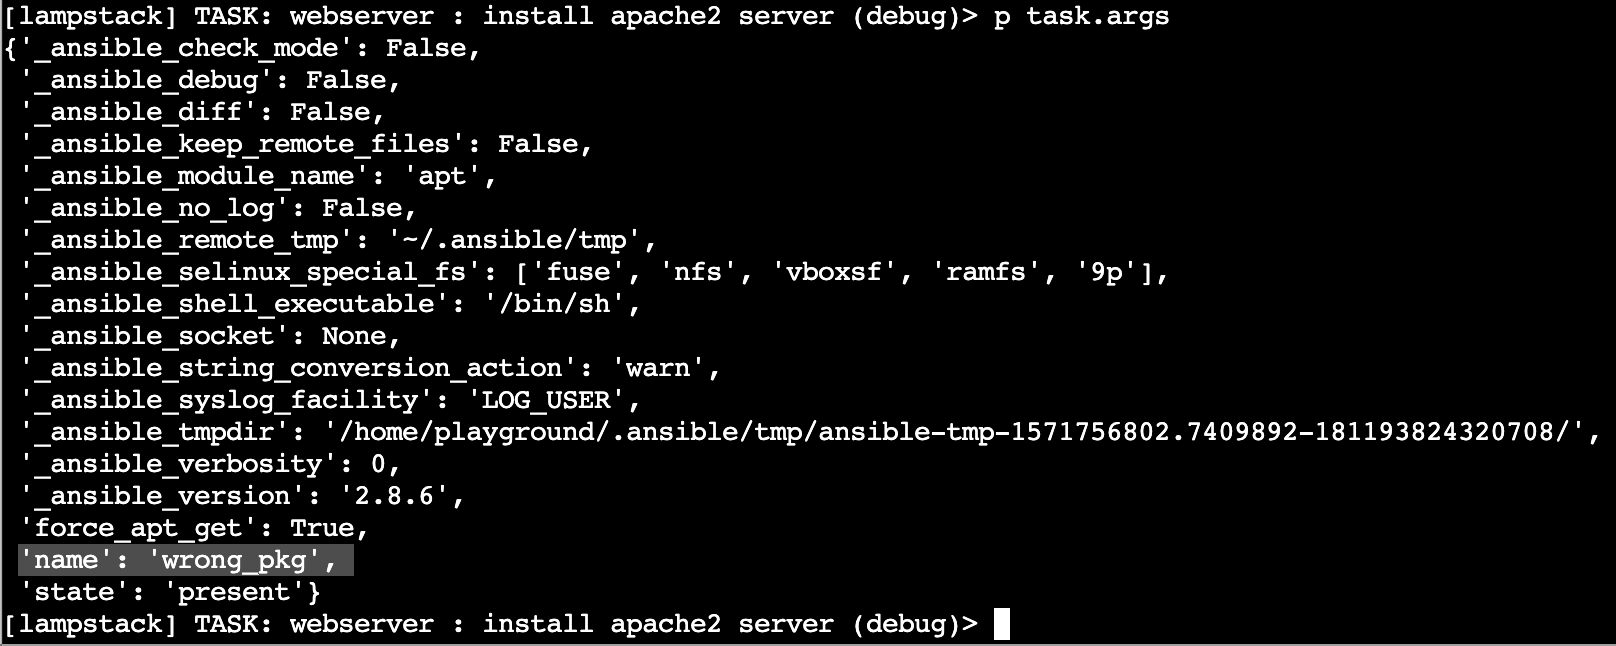 [lampstack] TASK: webserver : install apache2 server (debug)> p task.args
{'_ansible_check_mode': False,
'_ansible_debug': False,
'_ansible_diff': False,
'_ansible_keep_remote_files': False,
'_ansible_module_name': 'apt',
'_ansible_no_log': False,
'_ansible_remote_tmp': '~/.ansible/tmp',
'_ansible_selinux_special_fs': ['fuse', 'nfs', 'vboxsf', 'ramfs', '9p'],
'_ansible_shell_executable': '/bin/sh',
'_ansible_socket': None,
'_ansible_string_conversion_action': 'warn',
'_ansible_syslog_facility': 'LOG_USER',
'_ansible_tmpdir': '/home/playground/.ansible/tmp/ansible-tmp-1571756802.7409892-181193824320708/',
'_ansible_verbosity': 0,
'_ansible_version': '2.8.6',
'force_apt_get': True,
'name': 'wrong_pkg',
'state': 'present'}
[lampstack] TASK: webserver : install apache2 server (debug)>